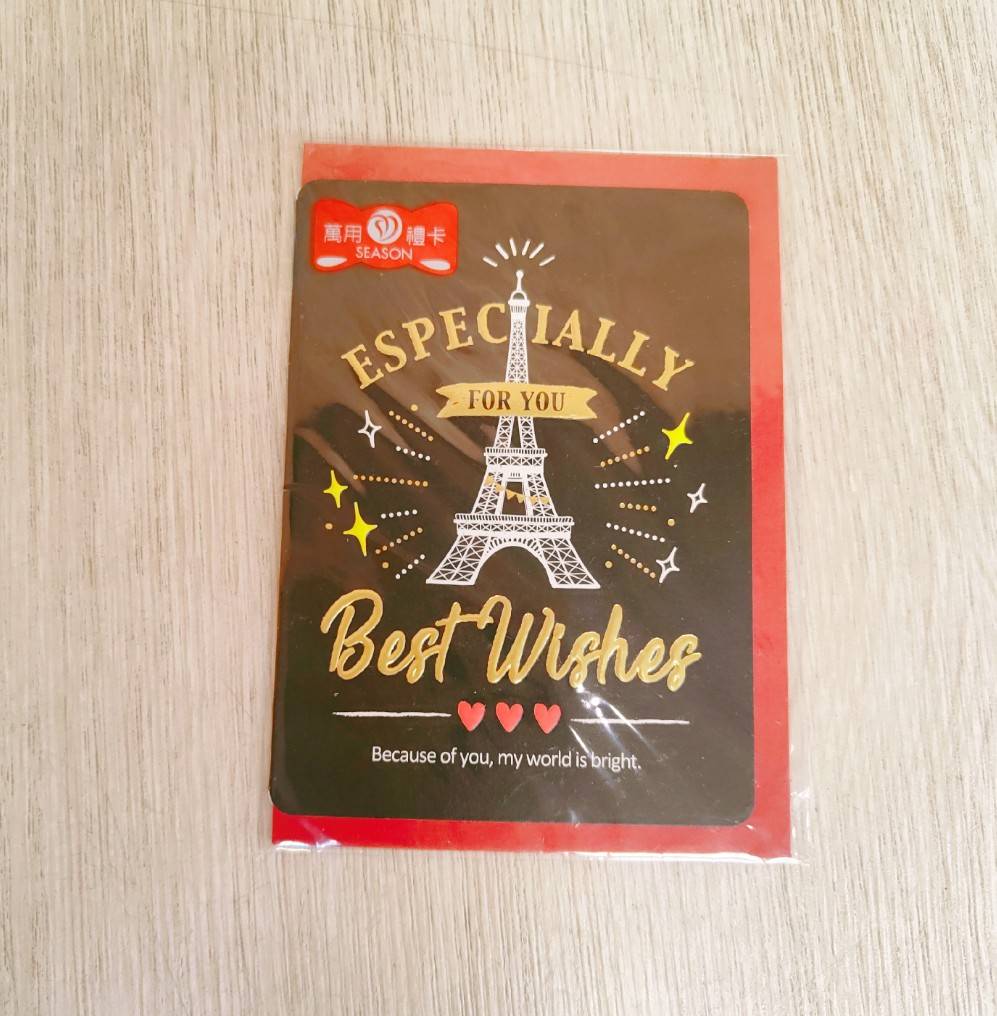 萬用 禮卡
SEASON
ESPECIALLY
FOR YOU
Best Wishes
Because of you, my world is bright.